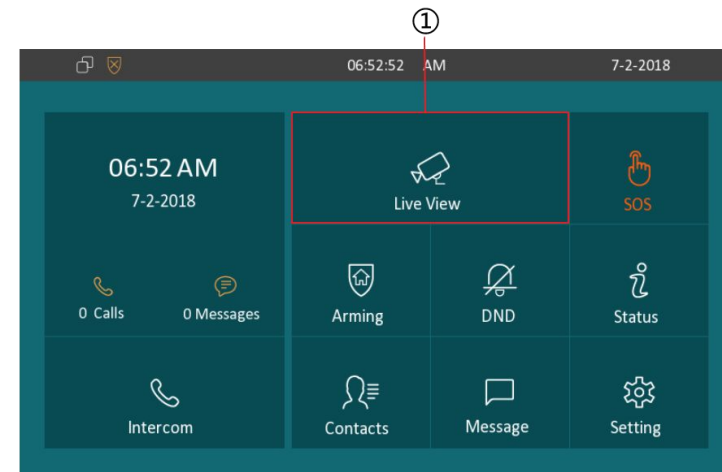 ①
06:52:52 AM 7-2-2018
06:52 AM
7-2-2018
0 Calls 0 Messages
Intercom
Live View
SOS
Arming DND Status
Contacts Message Setting